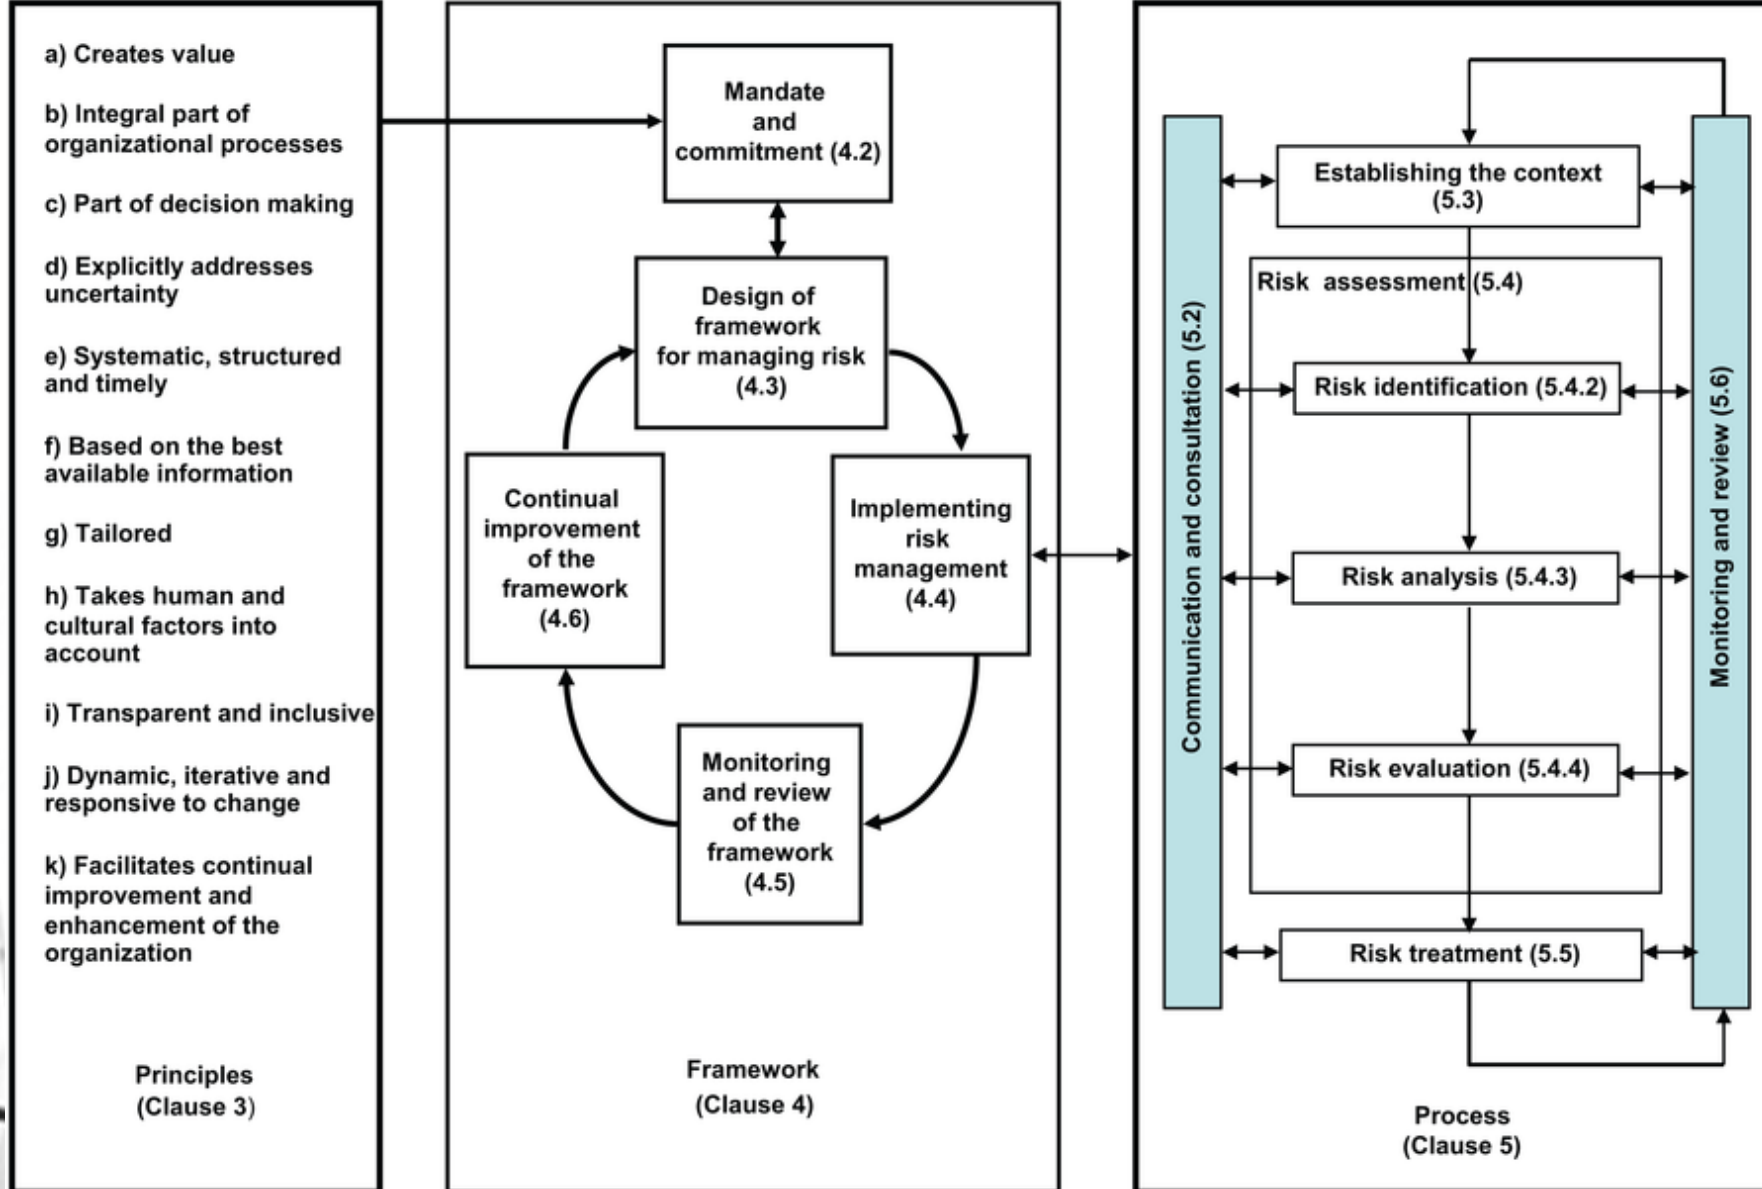 a) Creates value
b) Integral part of
organizational processes
c) Part of decision making
d) Explicitly addresses
uncertainty
e) Systematic, structured
and timely
f) Based on the best
available information
g) Tailored
h) Takes human and
cultural factors into
account
i) Transparent and inclusive
j) Dynamic, iterative and
responsive to change
k) Facilitates continual
improvement and
enhancement of the
organization
Principles
(Clause 3)
Mandate
and
commitment (4.2)
Design of
framework
for managing risk
(4.3)
Implementing
risk
management
(4.4)
Monitoring
and review
of the
framework
(4.5)
Continual
improvement
of the
framework
(4.6)
Framework
(Clause 4)
Communication and consultation (5.2)
Establishing the context
(5.3)
Risk assessment (5.4)
Risk identification (5.4.2)
Risk analysis (5.4.3)
Risk evaluation (5.4.4)
Risk treatment (5.5)
Monitoring and review (5.6)
Process
(Clause 5)